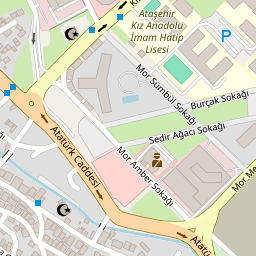 Ataşehir
Kız Anadolu
İmam Hatip
Lisesi
P
Mor Sümbül Sokağı
Burçak Sokağı
Sedir Ağacı Sokağı
Atatürk Caddesi
Mor Amber Sokağı